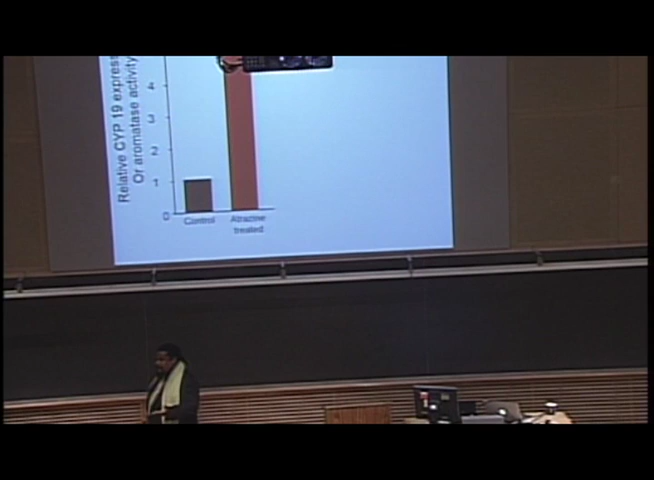 Relative CYP 19 express
Or aromatase activity
4
3
2
1
0
Control
Atrazine
treated